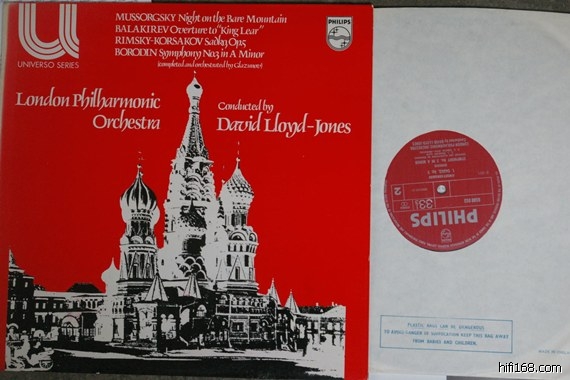 UNIVERSO SERIES
MUSSORGSKY Night on the Bare Mountain
BALAKIREV Overture to "King Lear"
RIMSKY-KORSAKOV Sadko Op.5
BORODIN Symphony No.3 in A Minor
(completed and orchestrated by Glazunov)
PHILIPS
London Philharmonic
Orchestra
Conducted by
David Lloyd-Jones
2
33⅓
PHILIPS
PLASTIC BAGS CAN BE DANGEROUS
TO AVOID DANGER OF SUFFOCATION KEEP THIS BAG AWAY
FROM BABIES AND CHILDREN.
MADE IN
hifi168.com